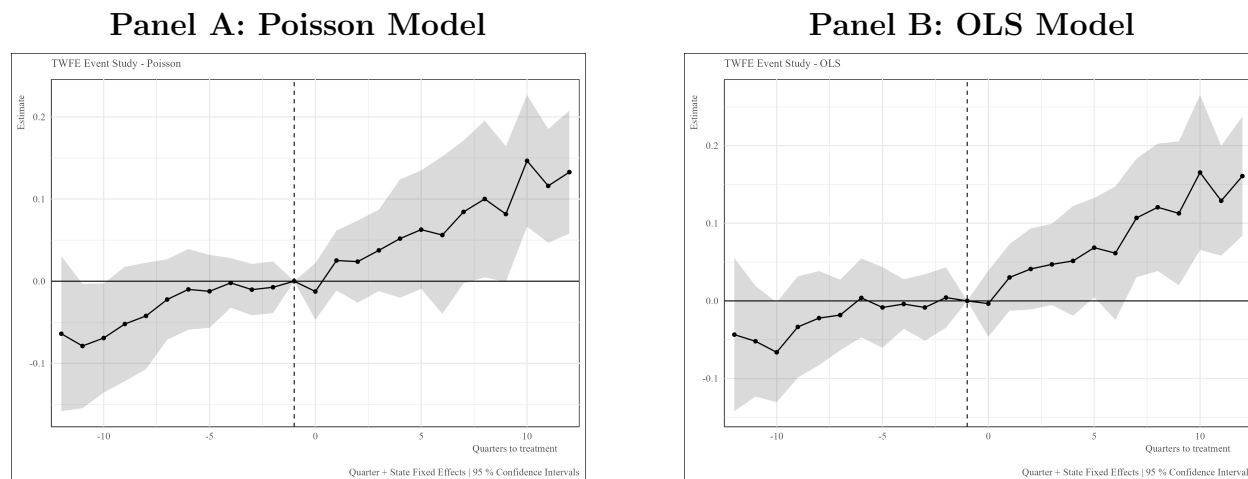 Panel A: Poisson Model
TWFE Event Study - Poisson
Estimate
0.2
0.1
0.0
-0.1
-10
-5
0
5
10
Quarters to treatment
Quarter + State Fixed Effects | 95 % Confidence Intervals
Panel B: OLS Model
TWFE Event Study - OLS
Estimate
0.2
0.1
0.0
-0.1
-10
-5
0
5
10
Quarters to treatment
Quarter + State Fixed Effects | 95 % Confidence Intervals